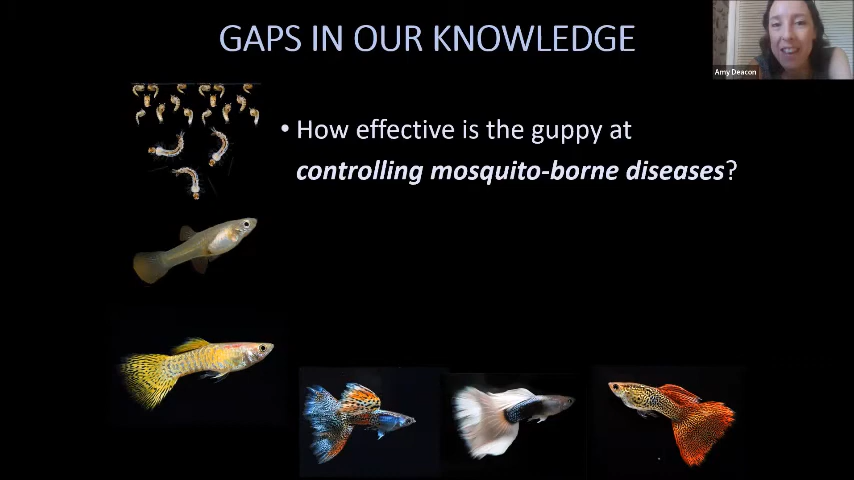 GAPS IN OUR KNOWLEDGE
Amy Deacon
• How effective is the guppy at
controlling mosquito-borne diseases?